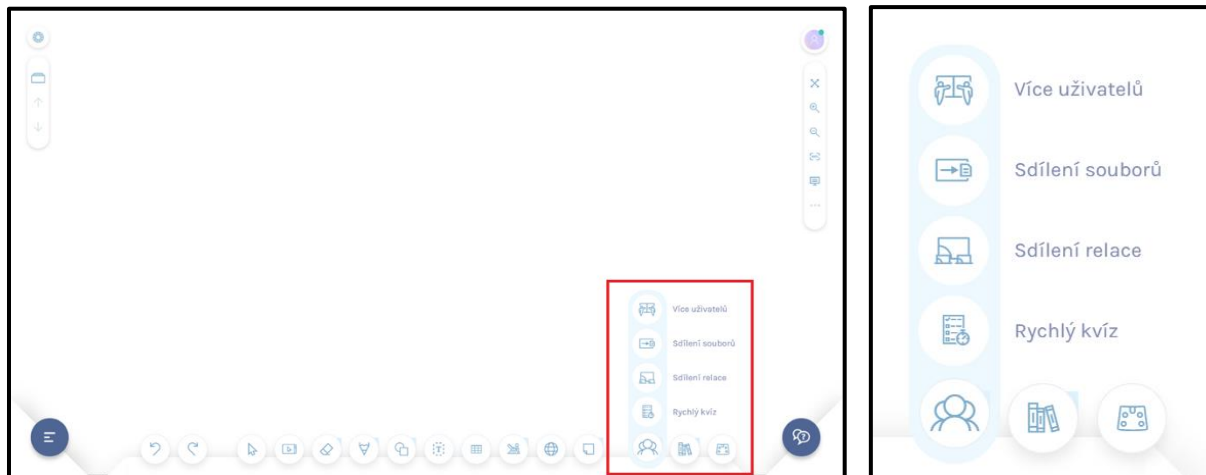 Více uživatelů
Sdílení souborů
Sdílení relace
Rychlý kvíz
Více uživatelů
Sdílení souborů
Sdílení relace
Rychlý kvíz